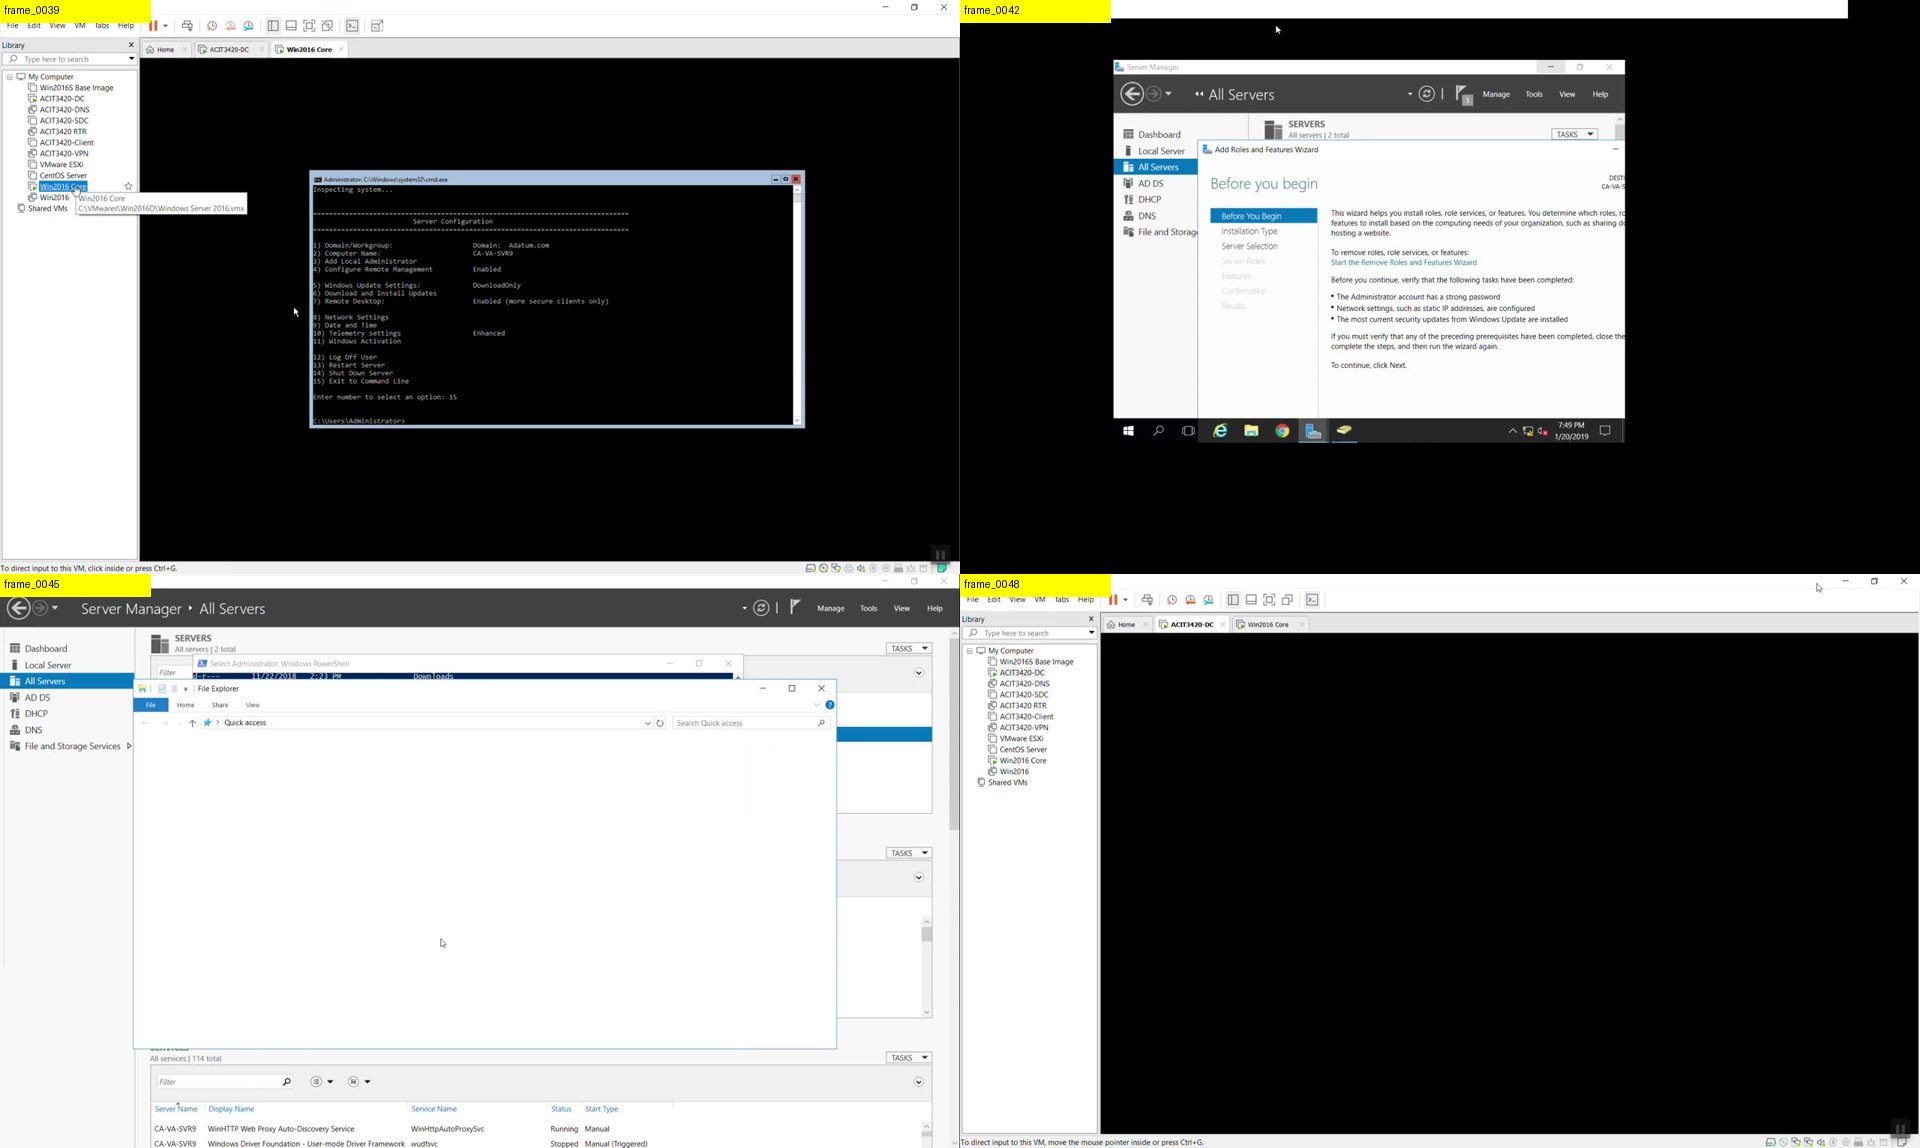 frame_0039
File Edit View VM Tabs Help
Library
Type here to search
Home
ACIT3420-DC
Win2016 Core
My Computer
Win2016S Base Image
ACIT3420-DC
ACIT3420-DNS
ACIT3420-SDC
ACIT3420 RTR
ACIT3420-Client
ACIT3420-VPN
VMware ESXi
CentOS Server
Win2016 Core
Win2016
Shared VMs
Win2016 Core
C:\VMwares\Win2016D\Windows Server 2016.vmx
Administrator: C:\Windows\system32\cmd.exe
Inspecting system...
Server Configuration
1) Domain/Workgroup: Domain: Adatum.com
2) Computer Name: CA-VA-SVR9
3) Add Local Administrator
4) Configure Remote Management Enabled
5) Windows Update Settings: DownloadOnly
6) Download and Install Updates
7) Remote Desktop: Enabled (more secure clients only)
8) Network Settings
9) Date and Time
10) Telemetry settings Enhanced
11) Windows Activation
12) Log Off User
13) Restart Server
14) Shut Down Server
15) Exit to Command Line
Enter number to select an option: 15
C:\Users\Administrator>
To direct input to this VM, click inside or press Ctrl+G.
frame_0042
Server Manager
All Servers
1
Manage Tools View Help
Dashboard
Local Server
All Servers
AD DS
DHCP
DNS
File and Storag
SERVERS
All servers | 2 total
TASKS
Add Roles and Features Wizard
Before you begin
DESTI
CA-VA-S
Before You Begin
Installation Type
Server Selection
Server Roles
Features
Confirmation
Results
This wizard helps you install roles, role services, or features. You determine which roles, ro
features to install based on the computing needs of your organization, such as sharing do
hosting a website.
To remove roles, role services, or features:
Start the Remove Roles and Features Wizard
Before you continue, verify that the following tasks have been completed:
• The Administrator account has a strong password
• Network settings, such as static IP addresses, are configured
• The most current security updates from Windows Update are installed
If you must verify that any of the preceding prerequisites have been completed, close the
complete the steps, and then run the wizard again.
To continue, click Next.
7:49 PM
1/20/2019
frame_0045
Server Manager • All Servers
Manage Tools View Help
Dashboard
Local Server
All Servers
AD DS
DHCP
DNS
File and Storage Services
SERVERS
All servers | 2 total
TASKS
Filter
Select Administrator: Windows PowerShell
d-r--- 11/22/2018 2:23 PM Downloads
File Explorer
File Home Share View
Quick access
Search Quick access
TASKS
All services | 114 total
TASKS
Filter
Server Name Display Name Service Name Status Start Type
CA-VA-SVR9 WinHTTP Web Proxy Auto-Discovery Service WinHttpAutoProxySvc Running Manual
CA-VA-SVR9 Windows Driver Foundation - User-mode Driver Framework wudfsvc Stopped Manual (Triggered)
frame_0048
File Edit View VM Tabs Help
Library
Type here to search
Home
ACIT3420-DC
Win2016 Core
My Computer
Win2016S Base Image
ACIT3420-DC
ACIT3420-DNS
ACIT3420-SDC
ACIT3420 RTR
ACIT3420-Client
ACIT3420-VPN
VMware ESXi
CentOS Server
Win2016 Core
Win2016
Shared VMs
To direct input to this VM, move the mouse pointer inside or press Ctrl+G.